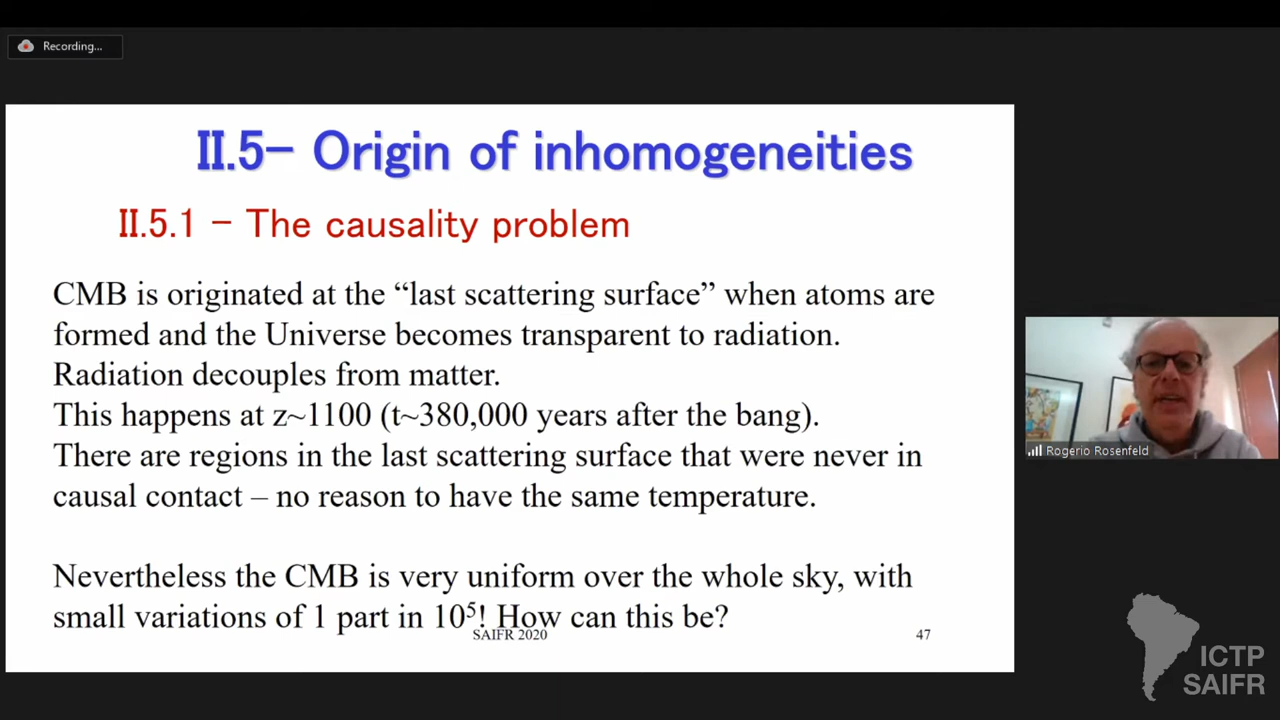 Recording...
II.5- Origin of inhomogeneities
II.5.1 - The causality problem
CMB is originated at the “last scattering surface” when atoms are
formed and the Universe becomes transparent to radiation.
Radiation decouples from matter.
This happens at z~1100 (t~380,000 years after the bang).
There are regions in the last scattering surface that were never in
causal contact – no reason to have the same temperature.
Nevertheless the CMB is very uniform over the whole sky, with
small variations of 1 part in 10⁵! How can this be?
SAIFR 2020
47
Rogerio Rosenfeld
ICTP
SAIFR